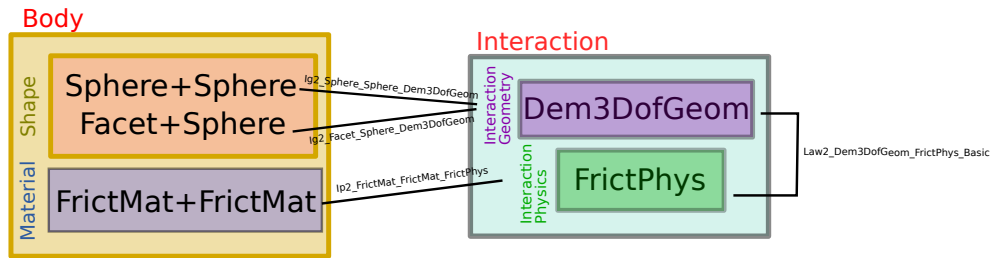 Body
Shape
Sphere+Sphere
Facet+Sphere
Material
FrictMat+FrictMat
Ig2_Sphere_Sphere_Dem3DofGeom
Ig2_Facet_Sphere_Dem3DofGeom
Ip2_FrictMat_FrictMat_FrictPhys
Interaction
Interaction
Geometry
Dem3DofGeom
Interaction
Physics
FrictPhys
Law2_Dem3DofGeom_FrictPhys_Basic